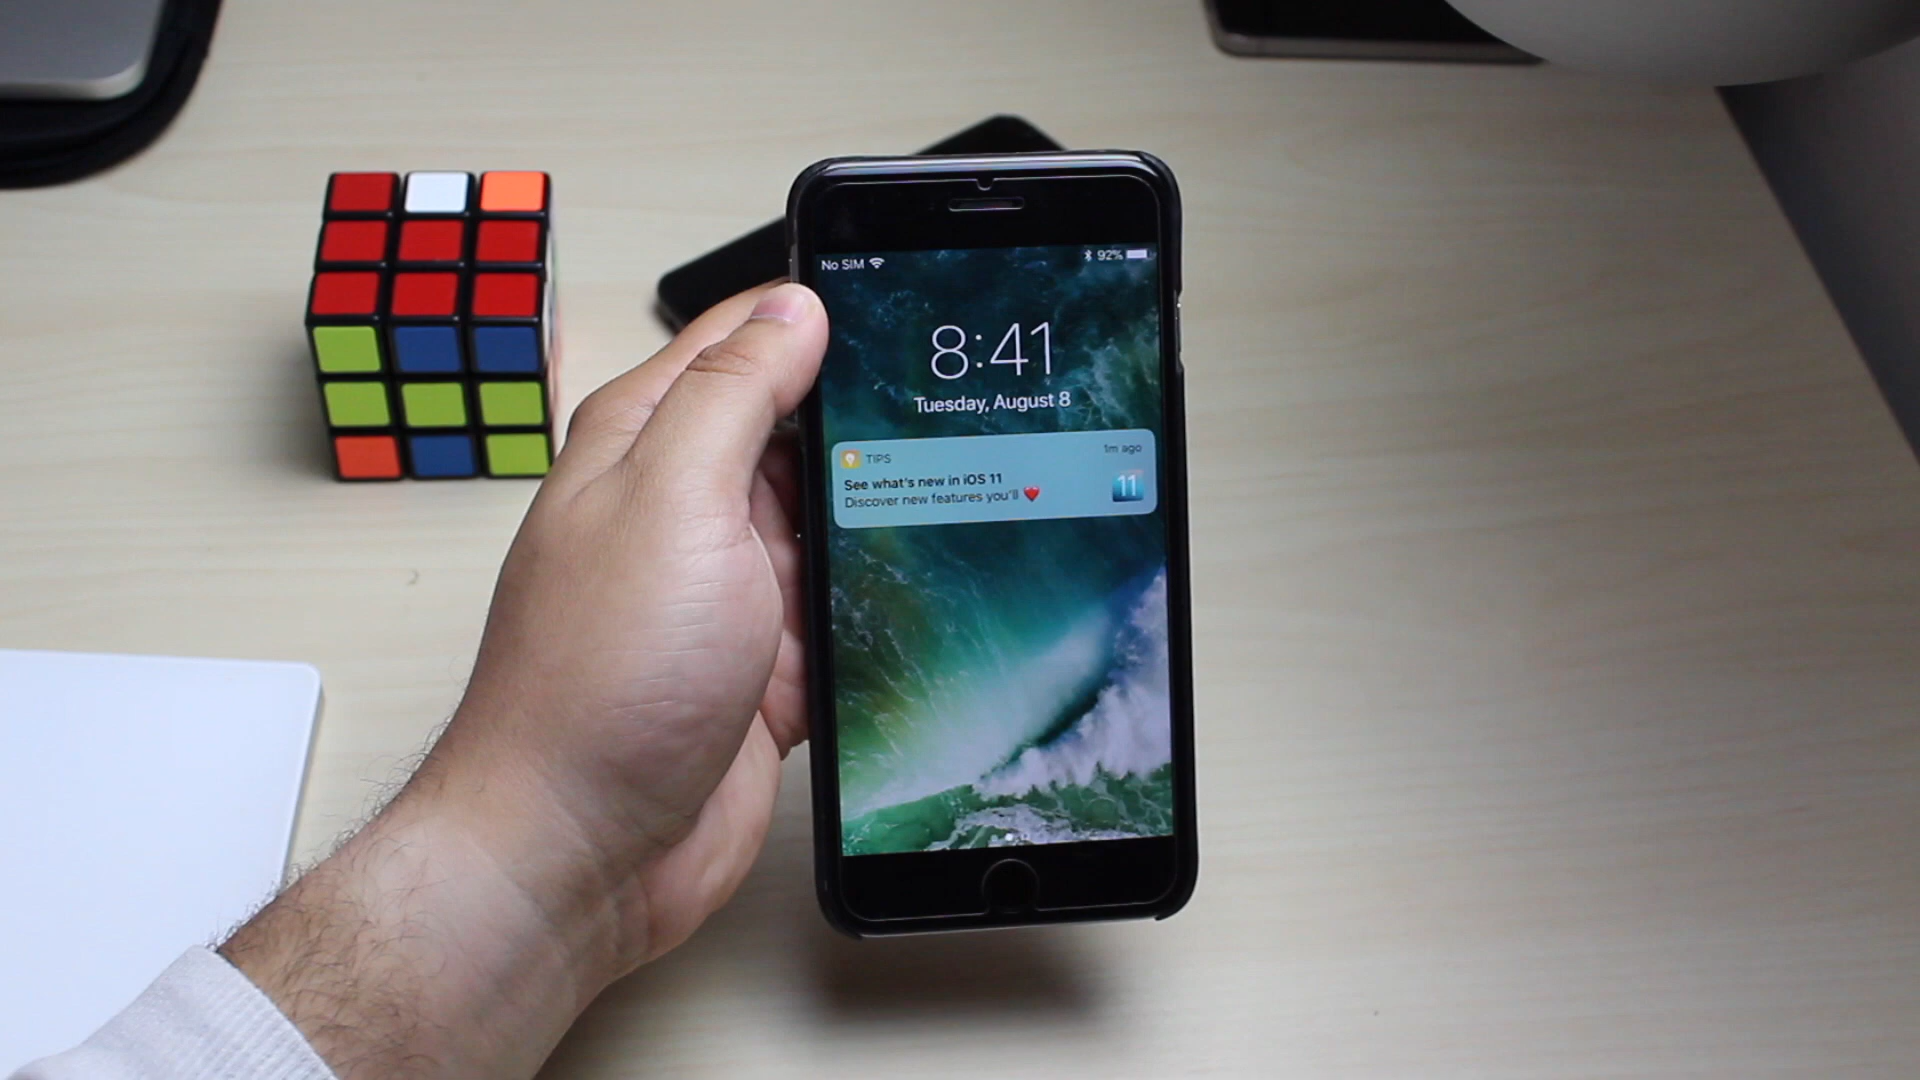 No SIM 92%
8:41
Tuesday, August 8
TIPS 1m ago
See what's new in iOS 11
Discover new features you'll ❤️
11